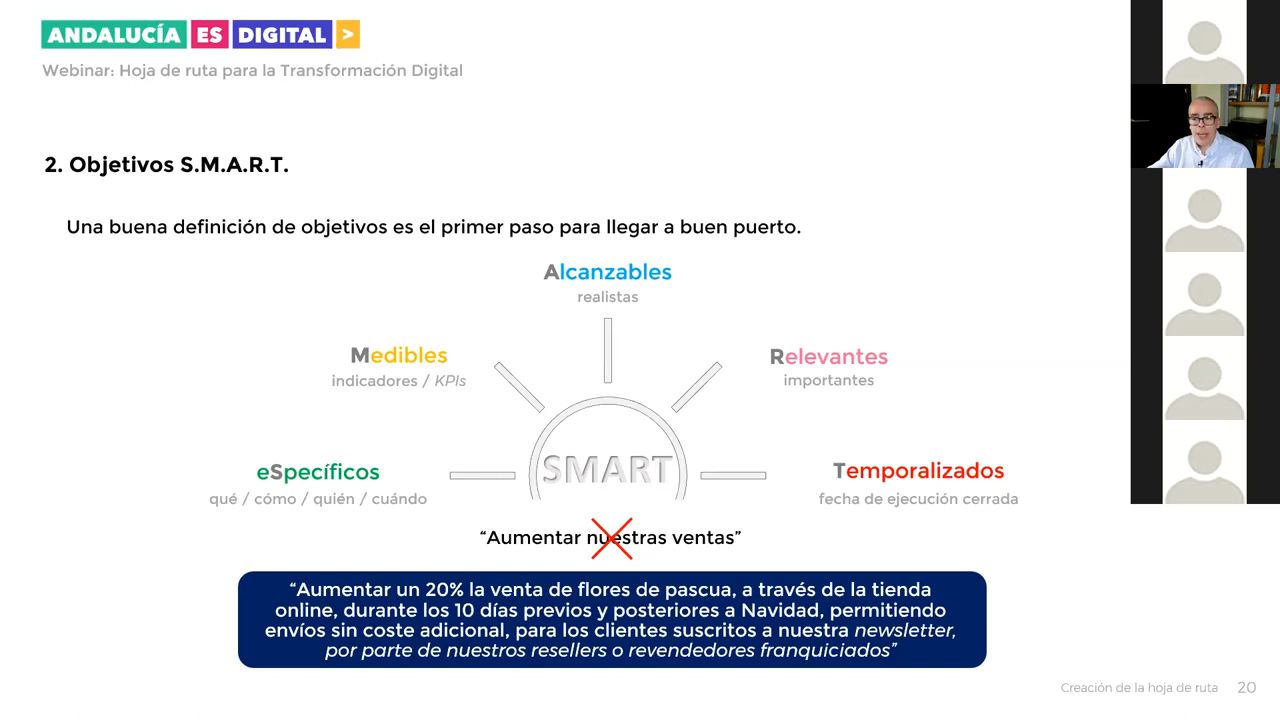 ANDALUCÍA ES DIGITAL >
Webinar: Hoja de ruta para la Transformación Digital
2. Objetivos S.M.A.R.T.
Una buena definición de objetivos es el primer paso para llegar a buen puerto.
Alcanzables
realistas
Medibles
indicadores / KPIs
Relevantes
importantes
eSpecíficos
qué / cómo / quién / cuándo
SMART
Temporalizados
fecha de ejecución cerrada
“Aumentar nuestras ventas”
“Aumentar un 20% la venta de flores de pascua, a través de la tienda
online, durante los 10 días previos y posteriores a Navidad, permitiendo
envíos sin coste adicional, para los clientes suscritos a nuestra newsletter,
por parte de nuestros resellers o revendedores franquiciados”
Creación de la hoja de ruta 20